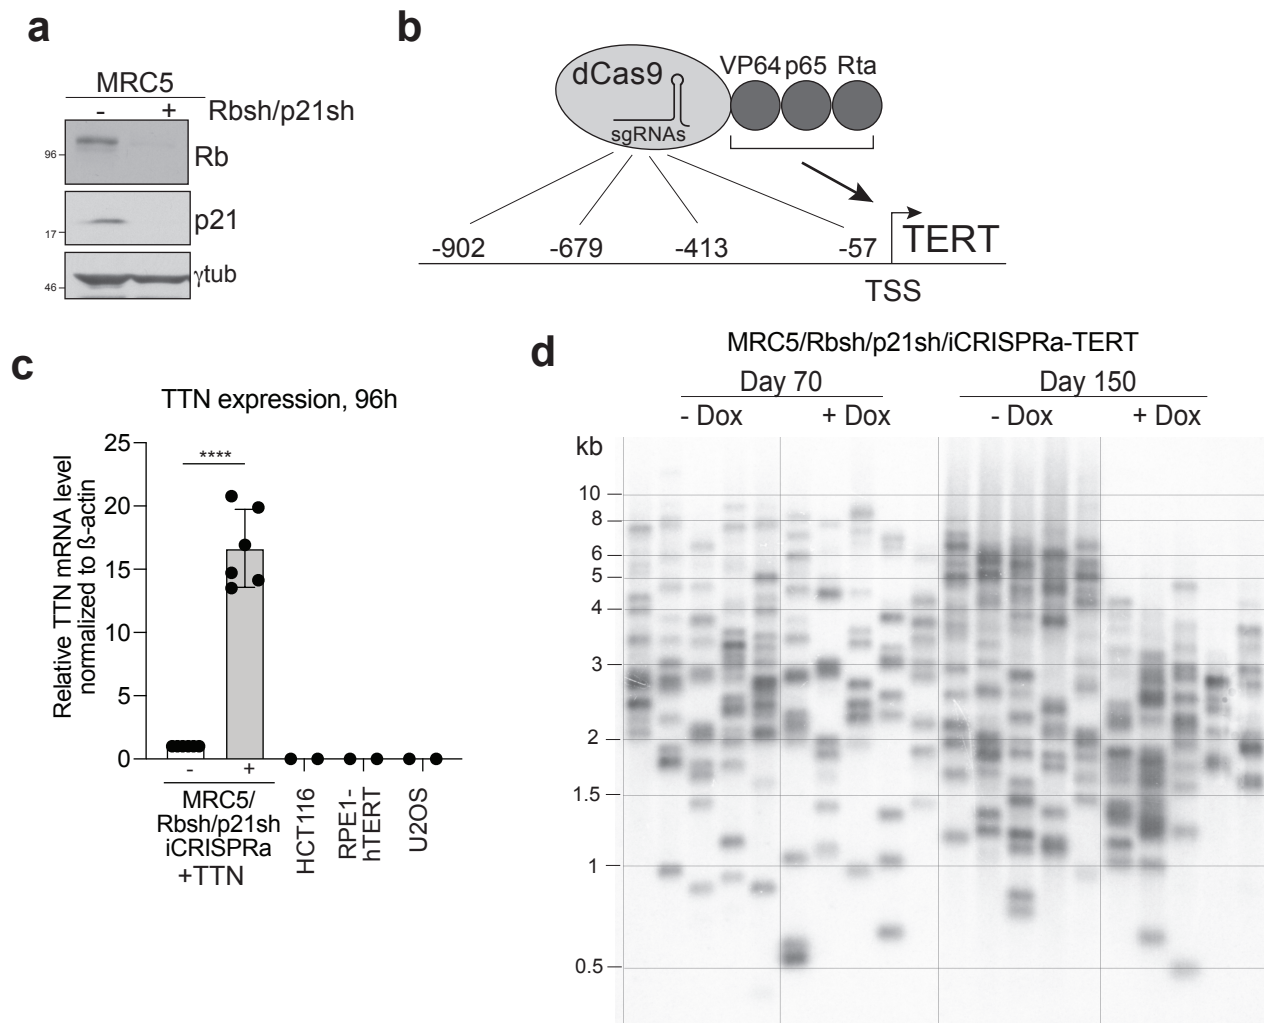 a
MRC5
- + Rbsh/p21sh
96
Rb
p21
17
γtub
46
b
dCas9
sgRNAs
VP64 p65 Rta
-902 -679 -413 -57 TERT
TSS
c
TTN expression, 96h
Relative TTN mRNA level
normalized to ß-actin
25
20
15
10
5
0
****
- +
MRC5/
Rbsh/p21sh
iCRISPRa
+TTN
HCT116
RPE1-
hTERT
U2OS
d
MRC5/Rbsh/p21sh/iCRISPRa-TERT
Day 70 Day 150
- Dox + Dox - Dox + Dox
kb
10
8
6
5
4
3
2
1.5
1
0.5